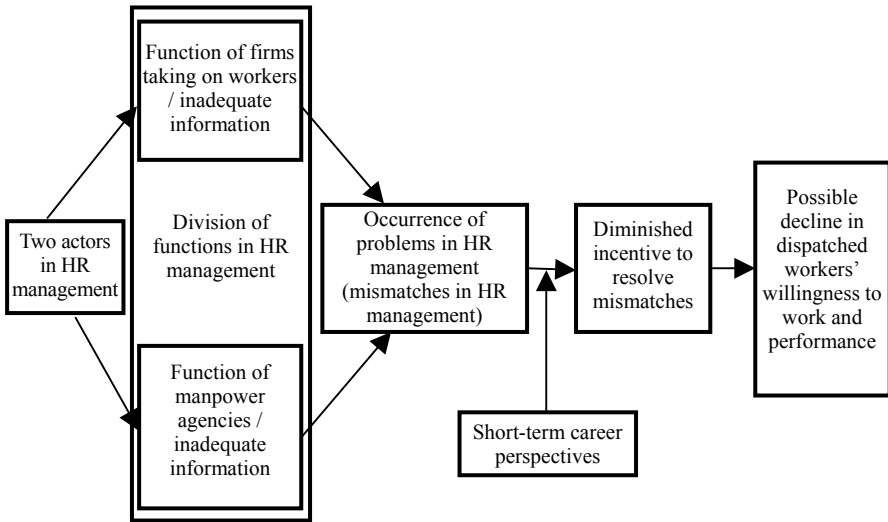 Two actors
in HR
management
Function of firms
taking on workers
/ inadequate
information
Division of
functions in HR
management
Function of
manpower
agencies /
inadequate
information
Occurrence of
problems in HR
management
(mismatches in HR
management)
Short-term career
perspectives
Diminished
incentive to
resolve
mismatches
Possible
decline in
dispatched
workers’
willingness to
work and
performance